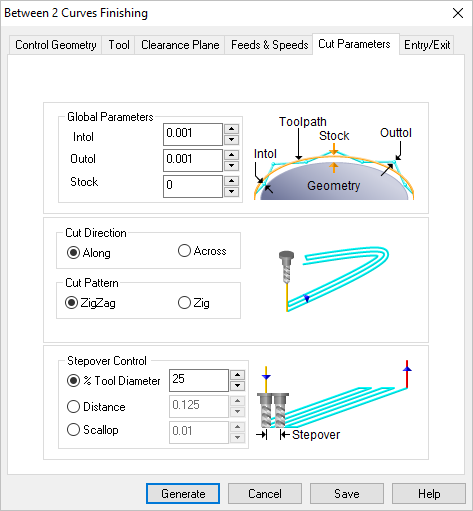 Between 2 Curves Finishing
Control Geometry Tool Clearance Plane Feeds & Speeds Cut Parameters Entry/Exit
Global Parameters
Intol 0.001
Outol 0.001
Stock 0
Toolpath
Stock
Outtol
Intol
Geometry
Cut Direction
Along Across
Cut Pattern
ZigZag Zig
Stepover Control
% Tool Diameter 25
Distance 0.125
Scallop 0.01
Stepover
Generate Cancel Save Help